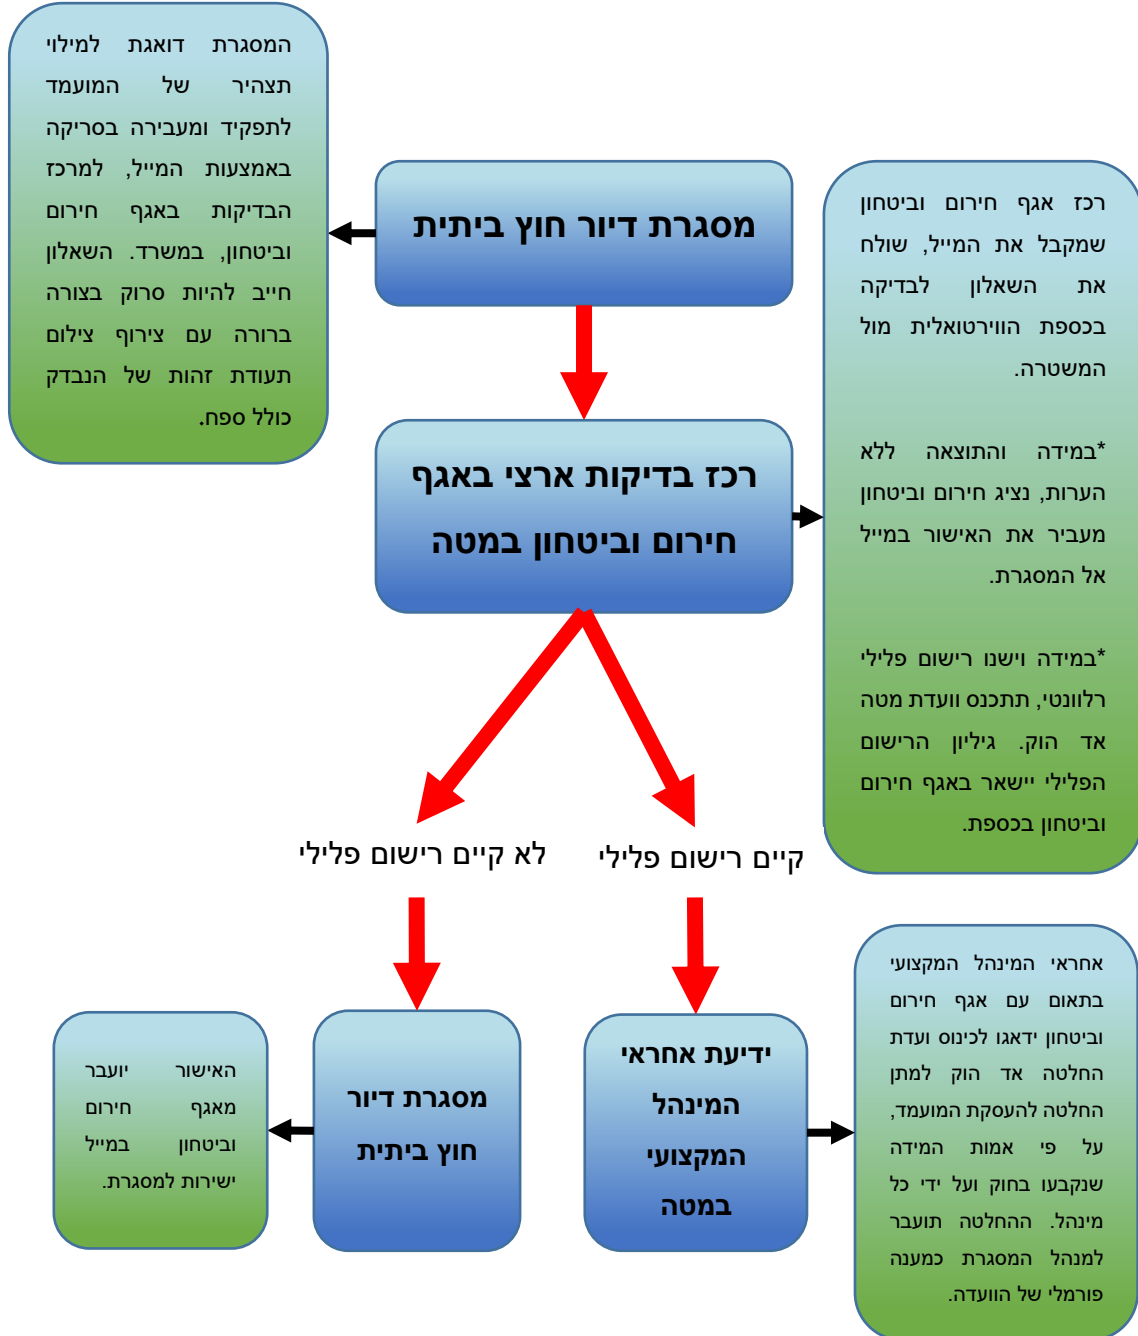 המסגרת דואגת למילוי
תצהיר של המועמד
לתפקיד ומעבירה בסריקה
באמצעות המייל, למרכז
הבדיקות באגף חירום
וביטחון, במשרד. השאלון
חייב להיות סרוק בצורה
ברורה עם צירוף צילום
תעודת זהות של הנבדק
כולל ספח.
מסגרת דיור חוץ ביתית
רכז אגף חירום וביטחון
שמקבל את המייל, שולח
את השאלון לבדיקה
בכספת הווירטואלית מול
המשטרה.
*במידה והתוצאה ללא
הערות, נציג חירום וביטחון
מעביר את האישור במייל
אל המסגרת.
*במידה וישנו רישום פלילי
רלוונטי, תתכנס וועדת מטה
אד הוק. גיליון הרישום
הפלילי יישאר באגף חירום
וביטחון בכספת.
רכז בדיקות ארצי באגף
חירום וביטחון במטה
קיים רישום פלילי
לא קיים רישום פלילי
אחראי המינהל המקצועי
בתאום עם אגף חירום
וביטחון ידאגו לכינוס ועדת
החלטה אד הוק למתן
החלטה להעסקת המועמד,
על פי אמות המידה
שנקבעו בחוק ועל ידי כל
מינהל. ההחלטה תועבר
למנהל המסגרת כמענה
פורמלי של הוועדה.
ידיעת אחראי
המינהל
המקצועי
במטה
מסגרת דיור
חוץ ביתית
האישור יועבר
מאגף חירום
וביטחון במייל
ישירות למסגרת.